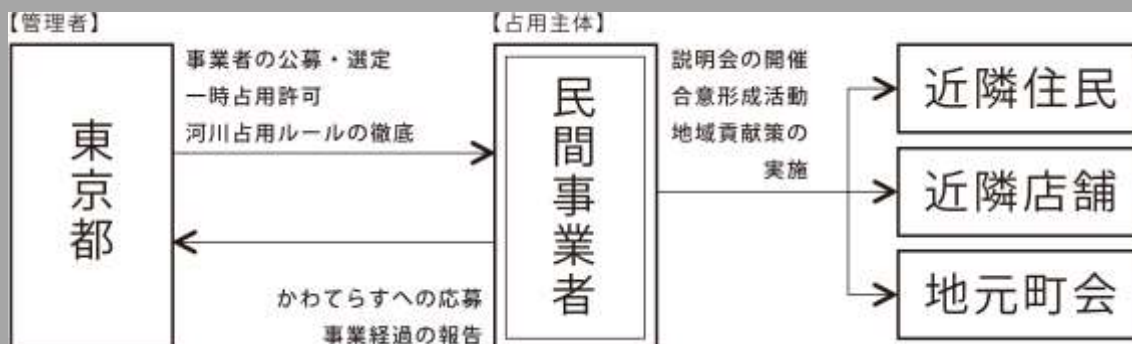 【管理者】
東京都
事業者の公募・選定
一時占用許可
河川占用ルールの徹底
かわてらすへの応募
事業経過の報告
【占用主体】
民間事業者
説明会の開催
合意形成活動
地域貢献策の
実施
近隣住民
近隣店舗
地元町会